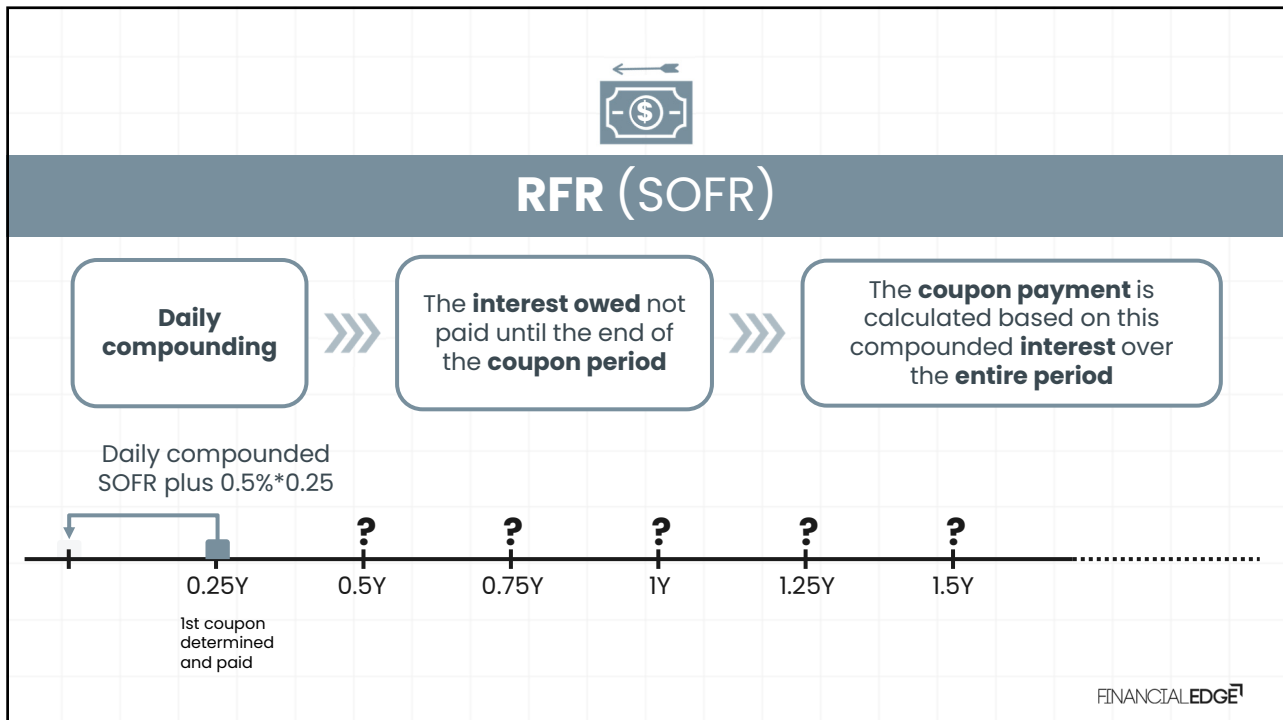 $
RFR (SOFR)
Daily
compounding
The interest owed not
paid until the end of
the coupon period
The coupon payment is
calculated based on this
compounded interest over
the entire period
Daily compounded
SOFR plus 0.5%*0.25
? ? ? ? ?
0.25Y 0.5Y 0.75Y 1Y 1.25Y 1.5Y
1st coupon
determined
and paid
FINANCIALEDGE